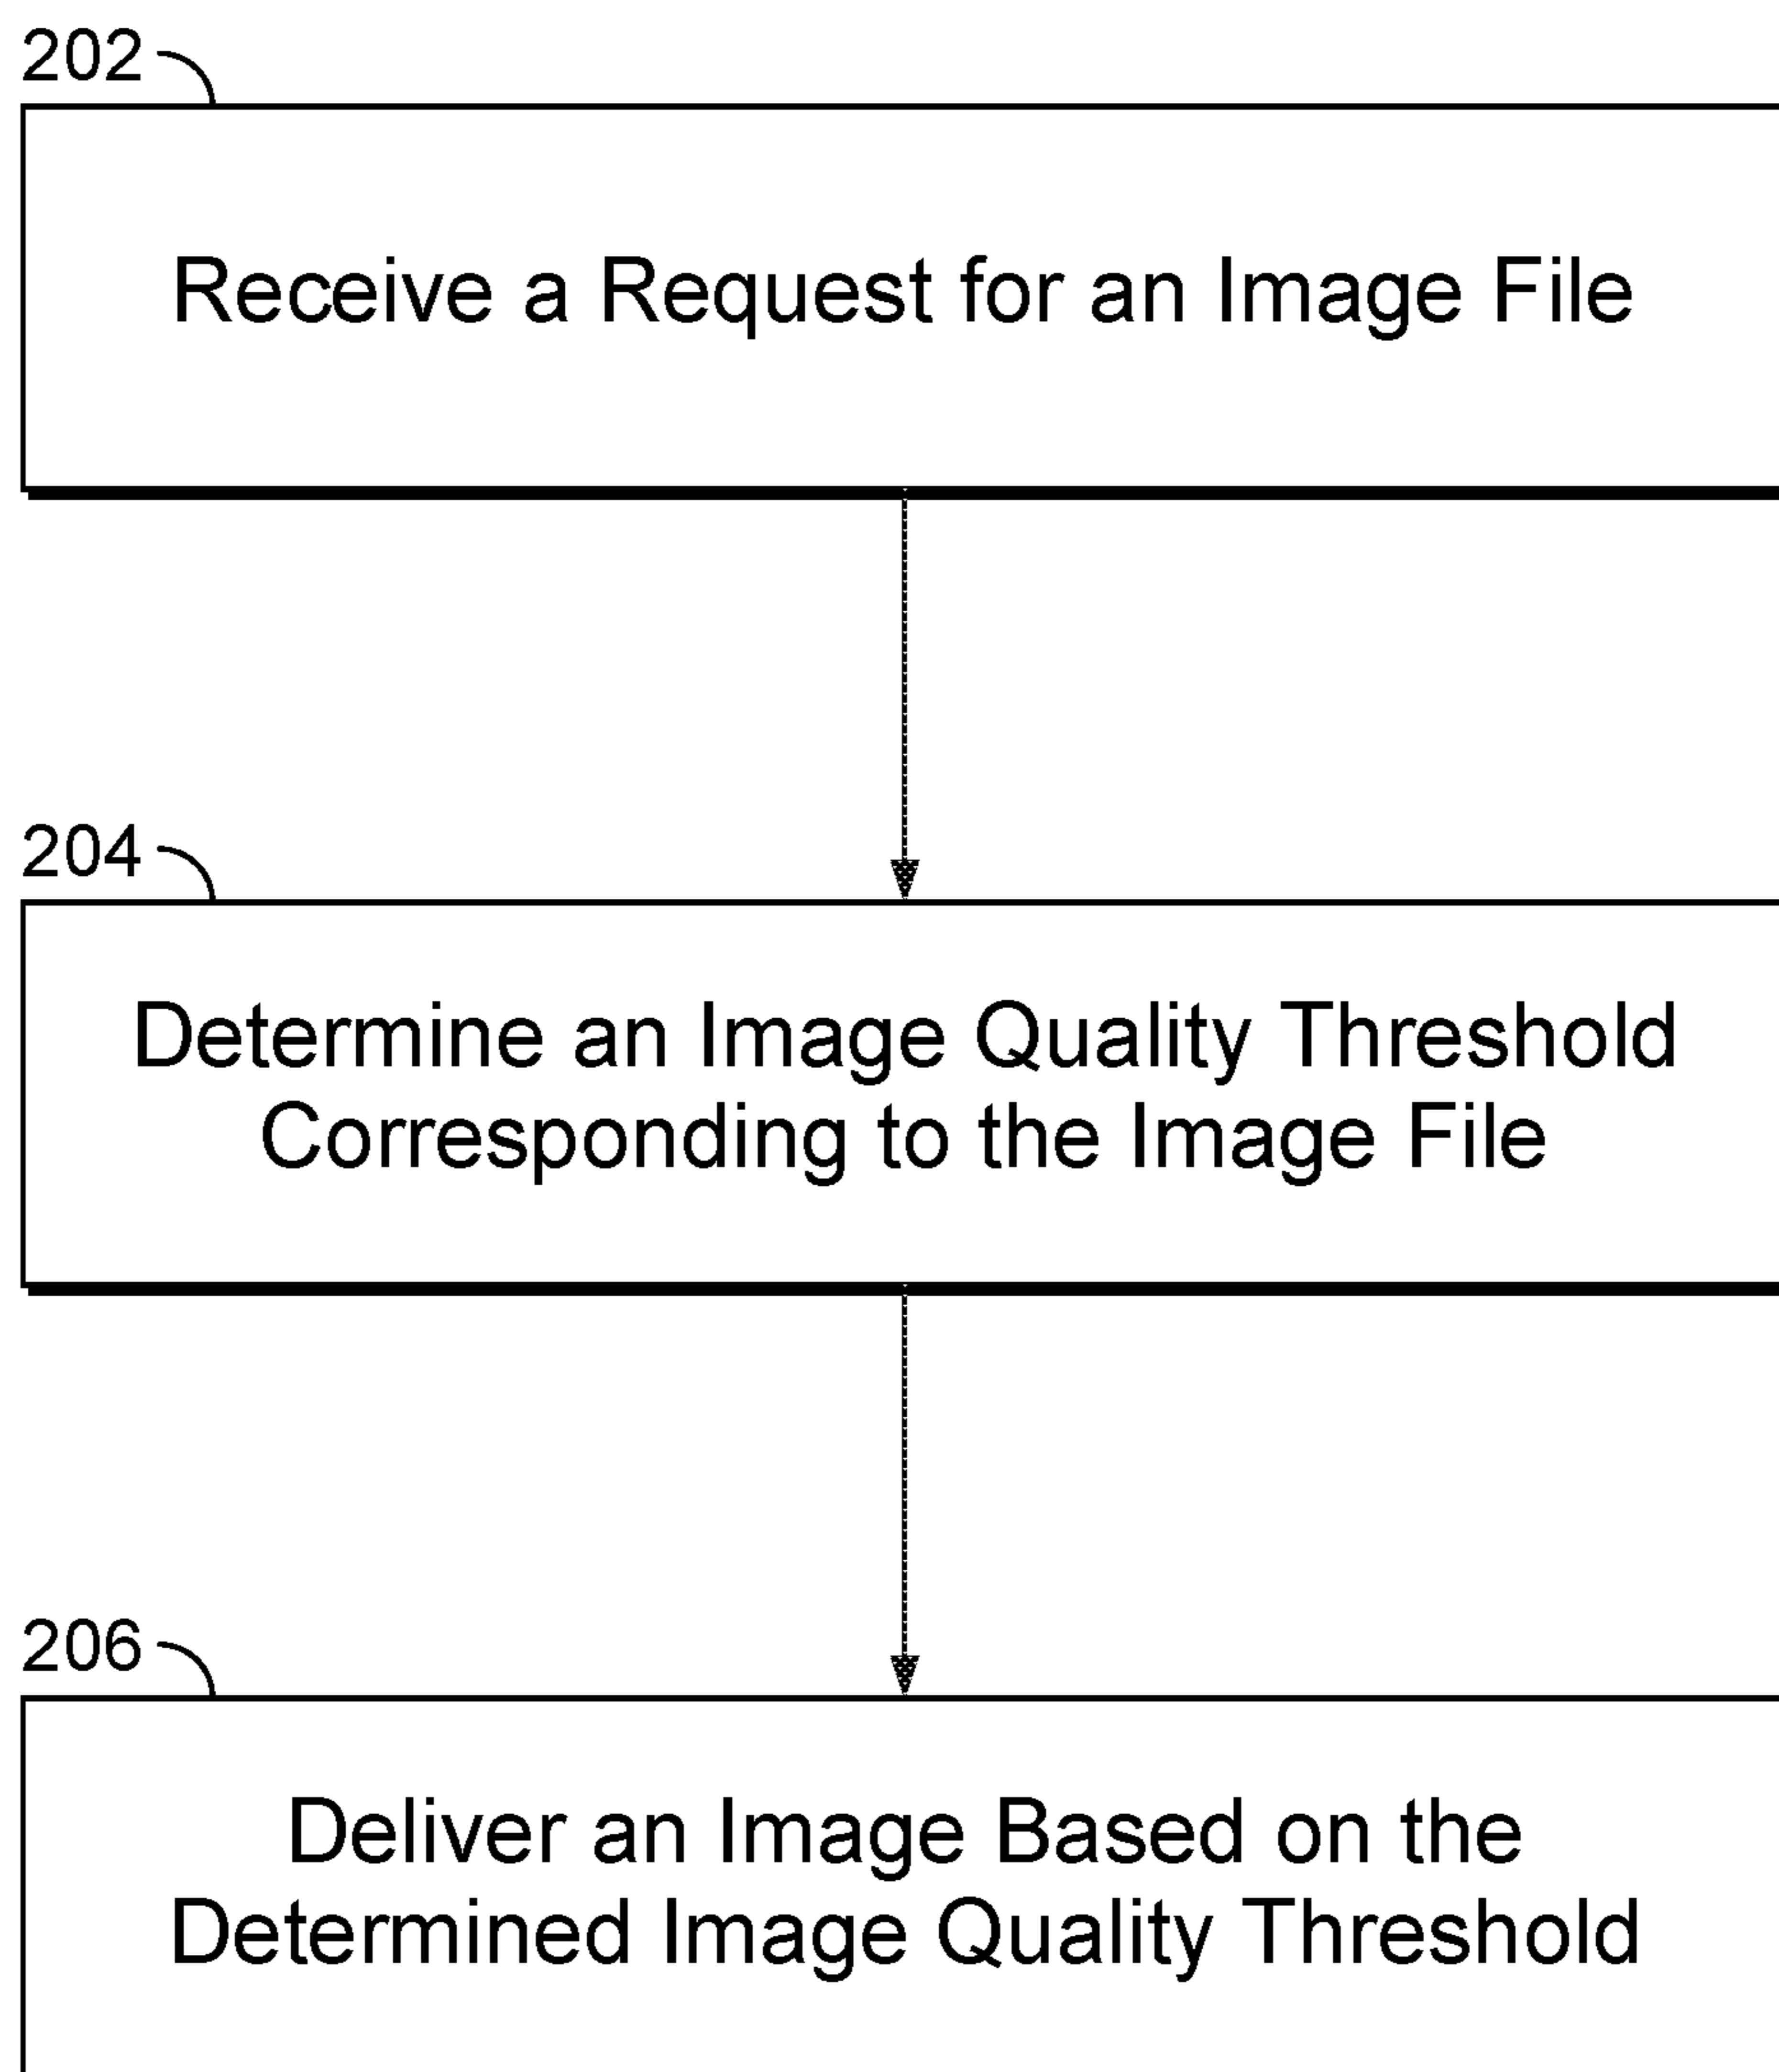 202
Receive a Request for an Image File
204
Determine an Image Quality Threshold
Corresponding to the Image File
206
Deliver an Image Based on the
Determined Image Quality Threshold